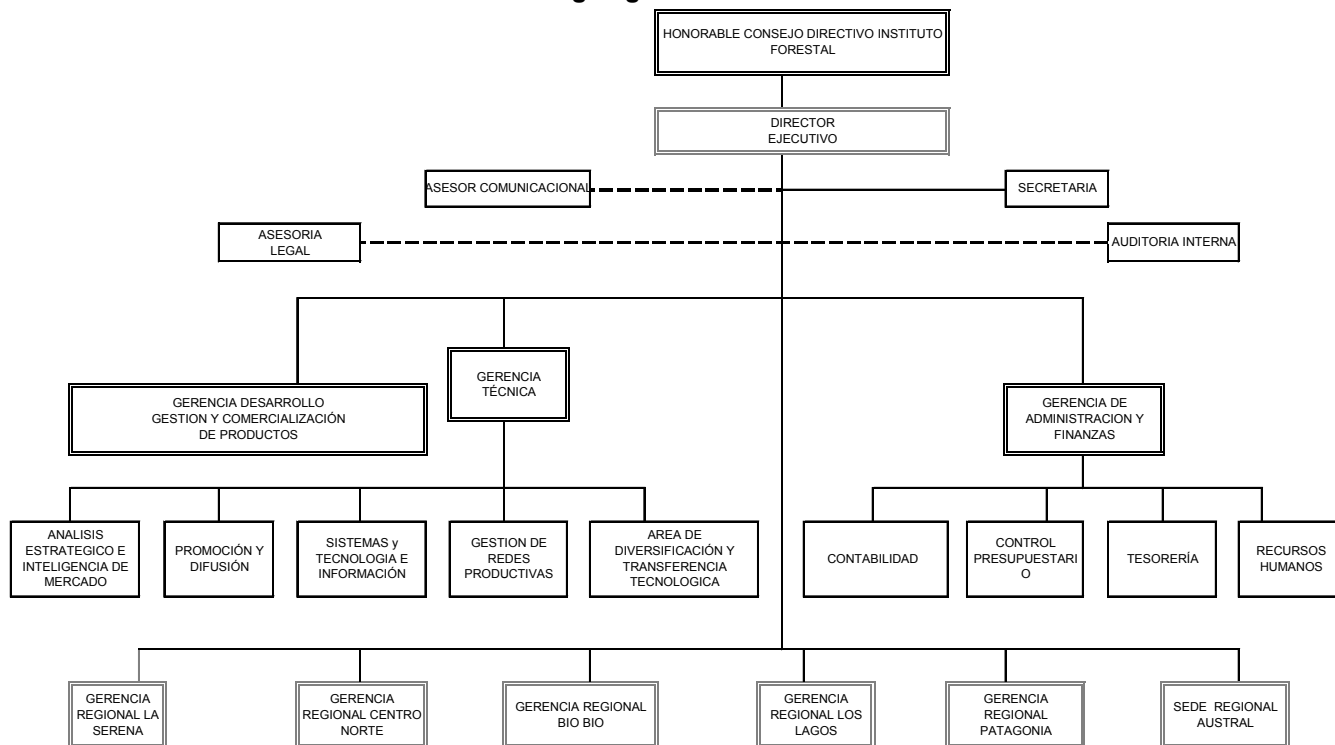 HONORABLE CONSEJO DIRECTIVO INSTITUTO
FORESTAL
DIRECTOR
EJECUTIVO
ASESOR COMUNICACIONAL
SECRETARIA
ASESORIA
LEGAL
AUDITORIA INTERNA
GERENCIA
TÉCNICA
GERENCIA DESARROLLO
GESTION Y COMERCIALIZACIÓN
DE PRODUCTOS
GERENCIA DE
ADMINISTRACION Y
FINANZAS
ANALISIS
ESTRATEGICO E
INTELIGENCIA DE
MERCADO
PROMOCIÓN Y
DIFUSIÓN
SISTEMAS y
TECNOLOGIA E
INFORMACIÓN
GESTION DE
REDES
PRODUCTIVAS
AREA DE
DIVERSIFICACIÓN Y
TRANSFERENCIA
TECNOLOGICA
CONTABILIDAD
CONTROL
PRESUPUESTARI
O
TESORERÍA
RECURSOS
HUMANOS
GERENCIA
REGIONAL LA
SERENA
GERENCIA
REGIONAL CENTRO
NORTE
GERENCIA REGIONAL
BIO BIO
GERENCIA
REGIONAL LOS
LAGOS
GERENCIA
REGIONAL
PATAGONIA
SEDE REGIONAL
AUSTRAL